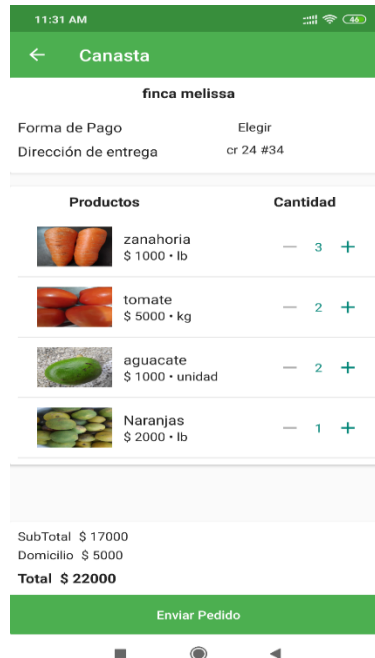 11:31 AM
46
Canasta
finca melissa
Forma de Pago Elegir
Dirección de entrega cr 24 #34
Productos Cantidad
zanahoria
$ 1000 • lb
— 3 +
tomate
$ 5000 • kg
— 2 +
aguacate
$ 1000 • unidad
— 2 +
Naranjas
$ 2000 • lb
— 1 +
SubTotal $ 17000
Domicilio $ 5000
Total $ 22000
Enviar Pedido